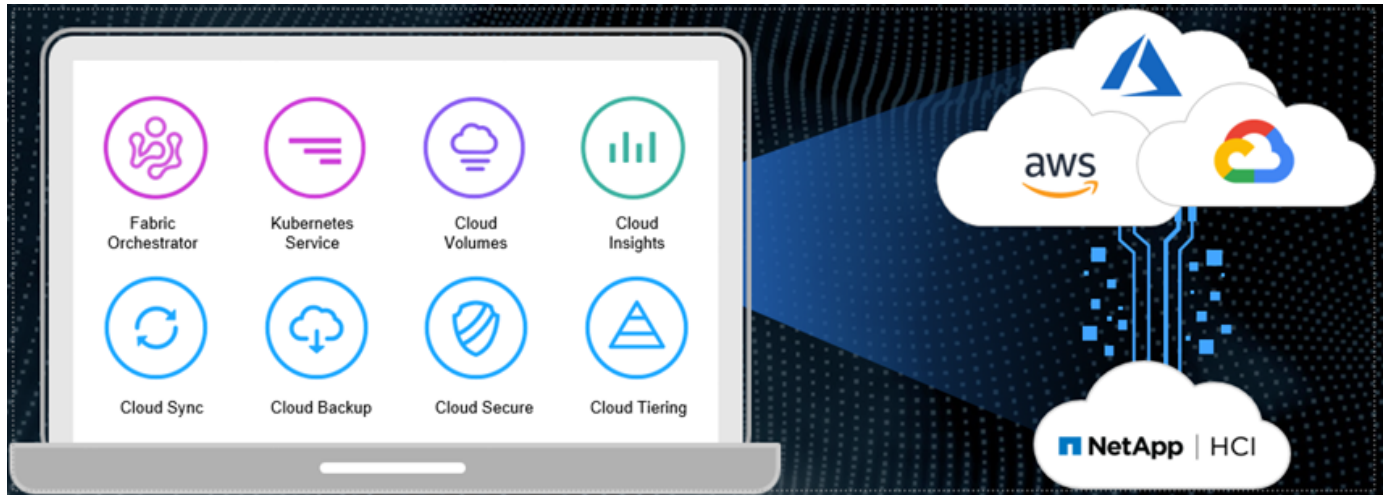 Fabric
Orchestrator
Kubernetes
Service
Cloud
Volumes
Cloud
Insights
Cloud Sync
Cloud Backup
Cloud Secure
Cloud Tiering
aws
NetApp | HCI